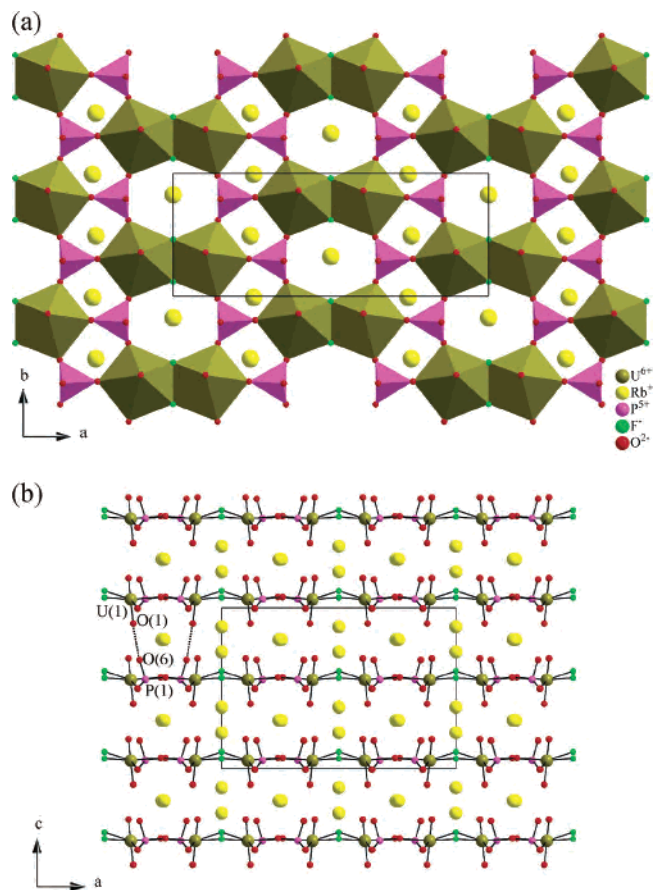 (a)
b
a
U6+
Rb+
P5+
F-
O2-
(b)
U(1)
O(1)
O(6)
P(1)
c
a